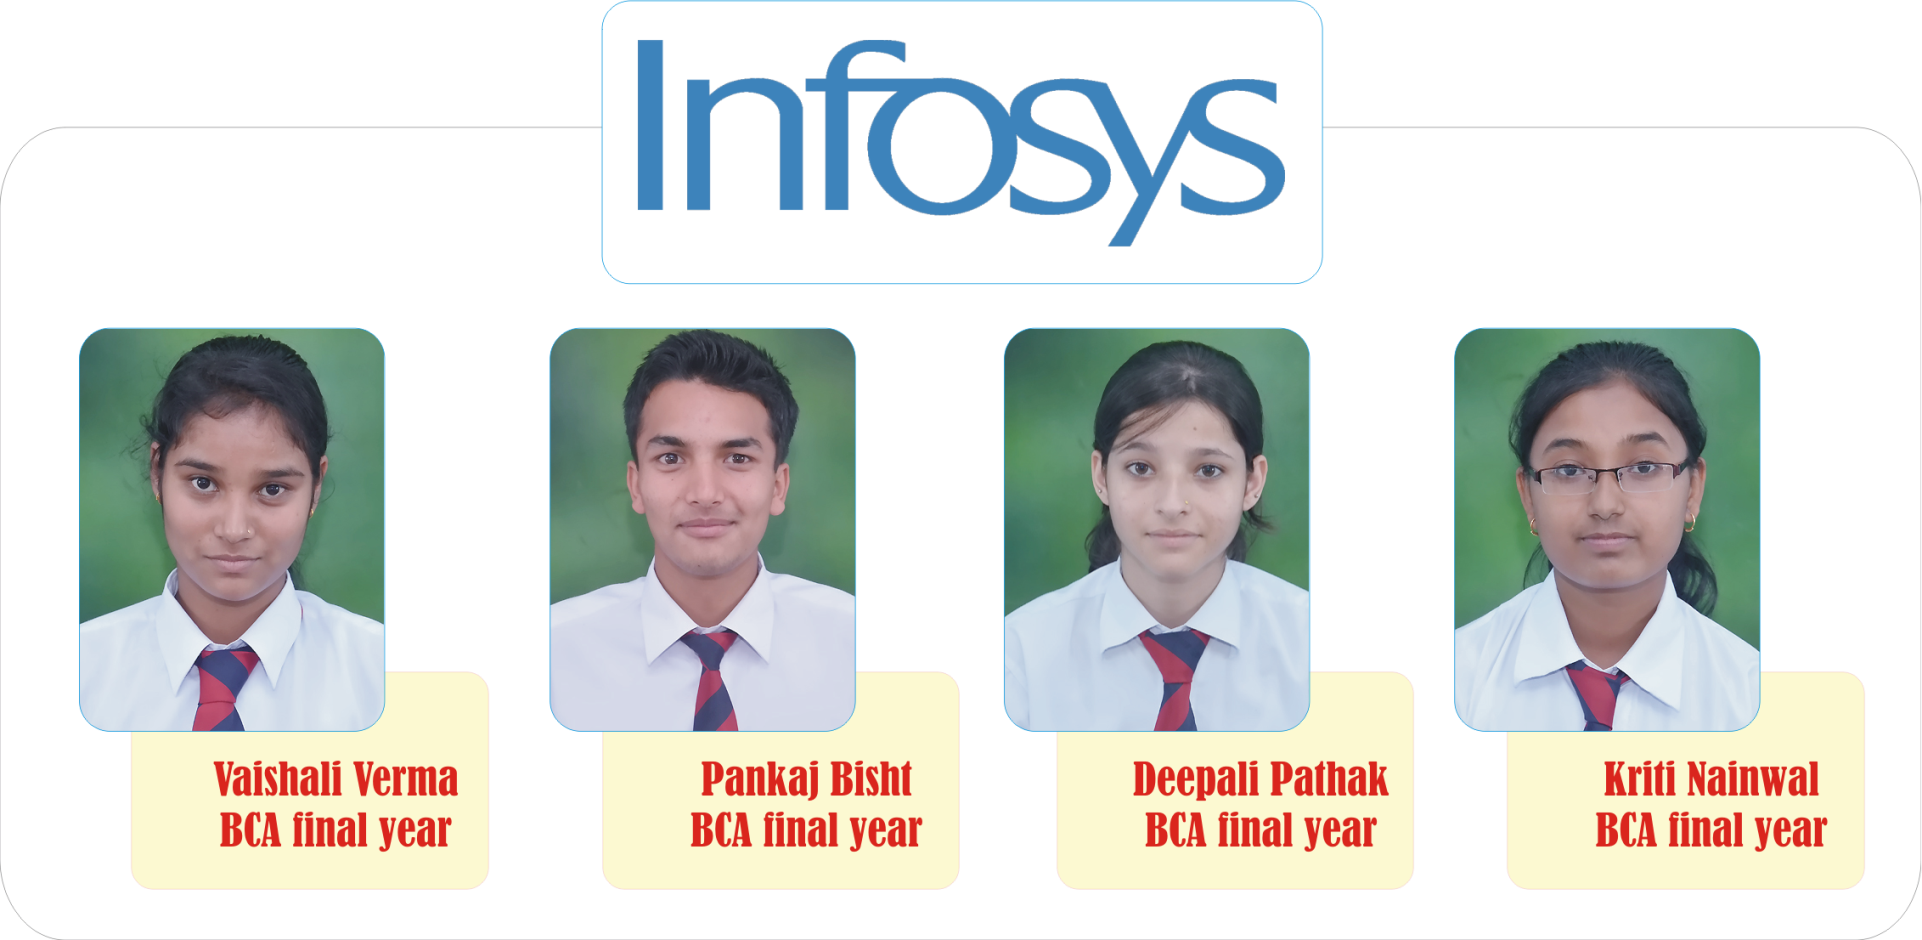 Infosys
Vaishali Verma
BCA final year
Pankaj Bisht
BCA final year
Deepali Pathak
BCA final year
Kriti Nainwal
BCA final year